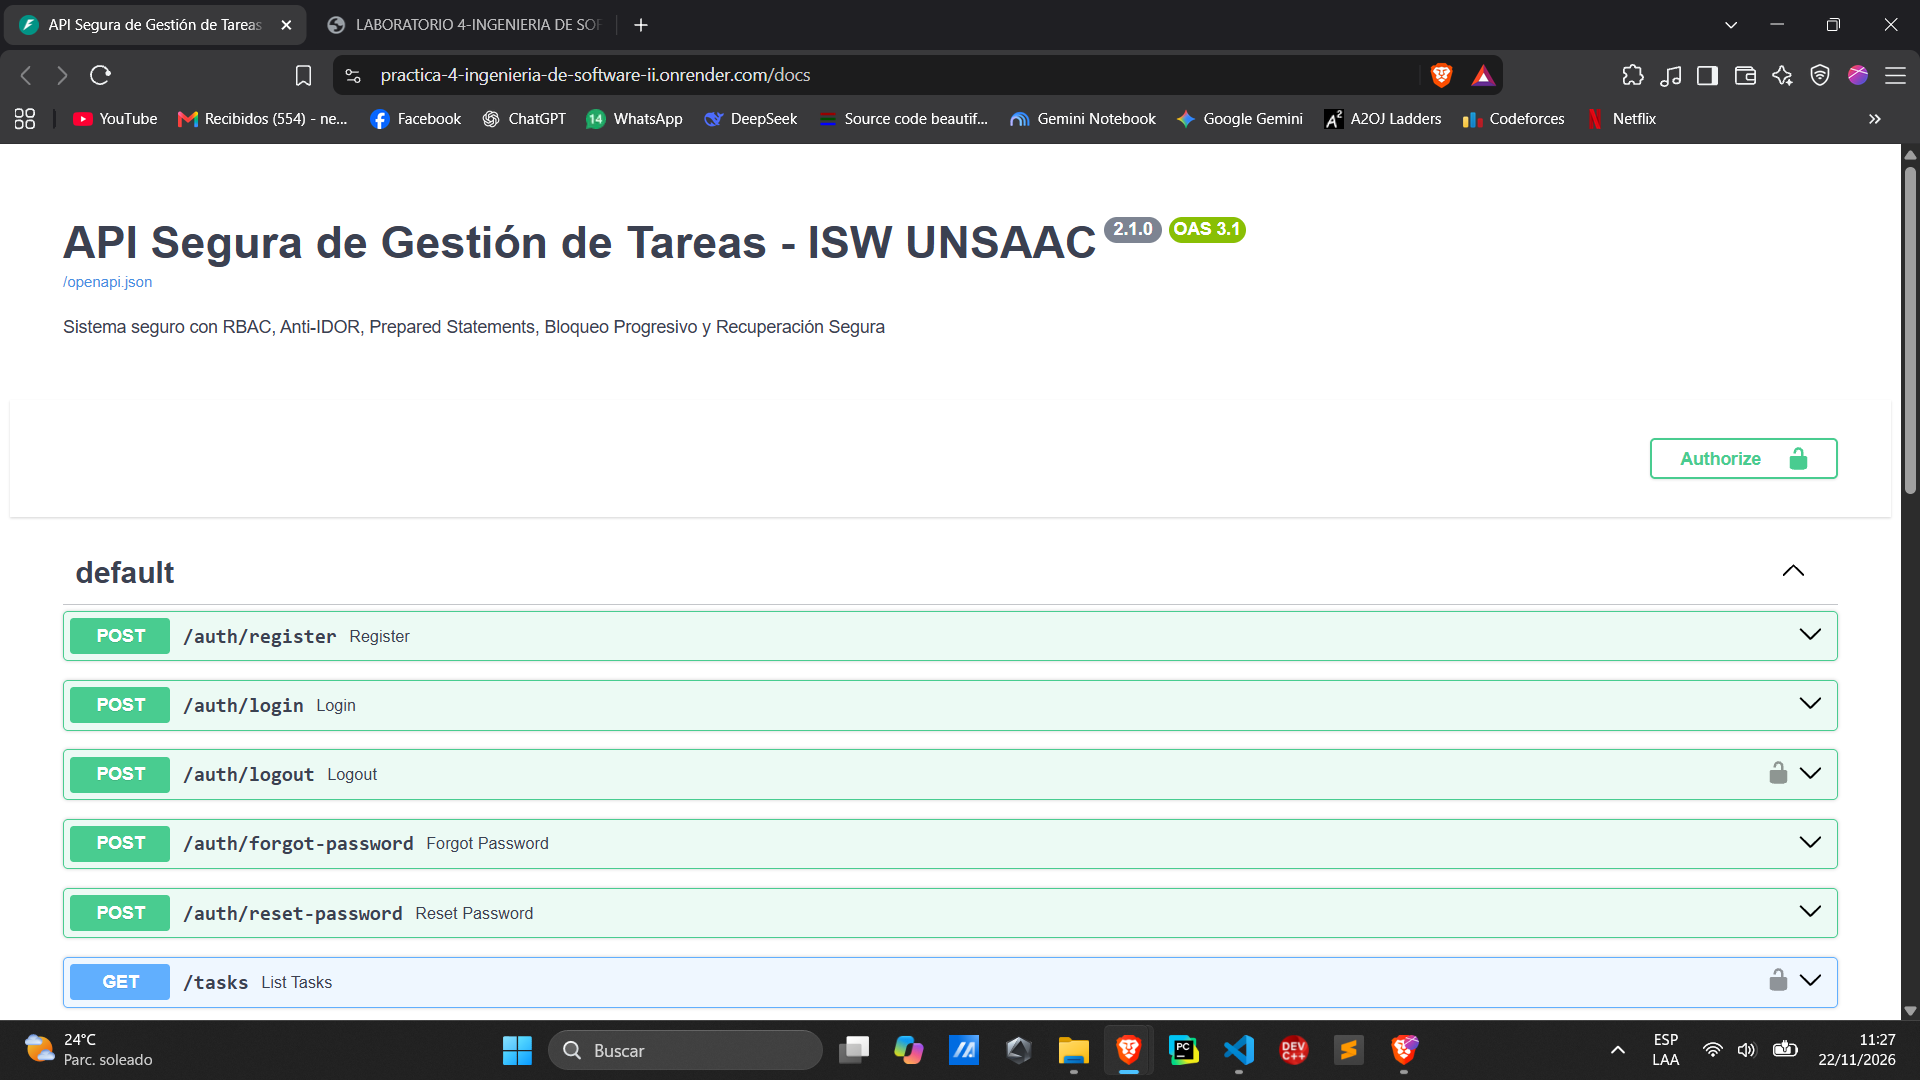 API Segura de Gestión de Tareas
LABORATORIO 4-INGENIERIA DE SOF
practica-4-ingenieria-de-software-ii.onrender.com/docs
YouTube
Recibidos (554) - ne...
Facebook
ChatGPT
14
WhatsApp
DeepSeek
Source code beautif...
Gemini Notebook
Google Gemini
A2
A2OJ Ladders
Codeforces
Netflix
API Segura de Gestión de Tareas - ISW UNSAAC 2.1.0 OAS 3.1
/openapi.json
Sistema seguro con RBAC, Anti-IDOR, Prepared Statements, Bloqueo Progresivo y Recuperación Segura
Authorize
default
POST /auth/register Register
POST /auth/login Login
POST /auth/logout Logout
POST /auth/forgot-password Forgot Password
POST /auth/reset-password Reset Password
GET /tasks List Tasks
24°C
Parc. soleado
Buscar
PC
DEV
C++
ESP
LAA
11:27
22/11/2026